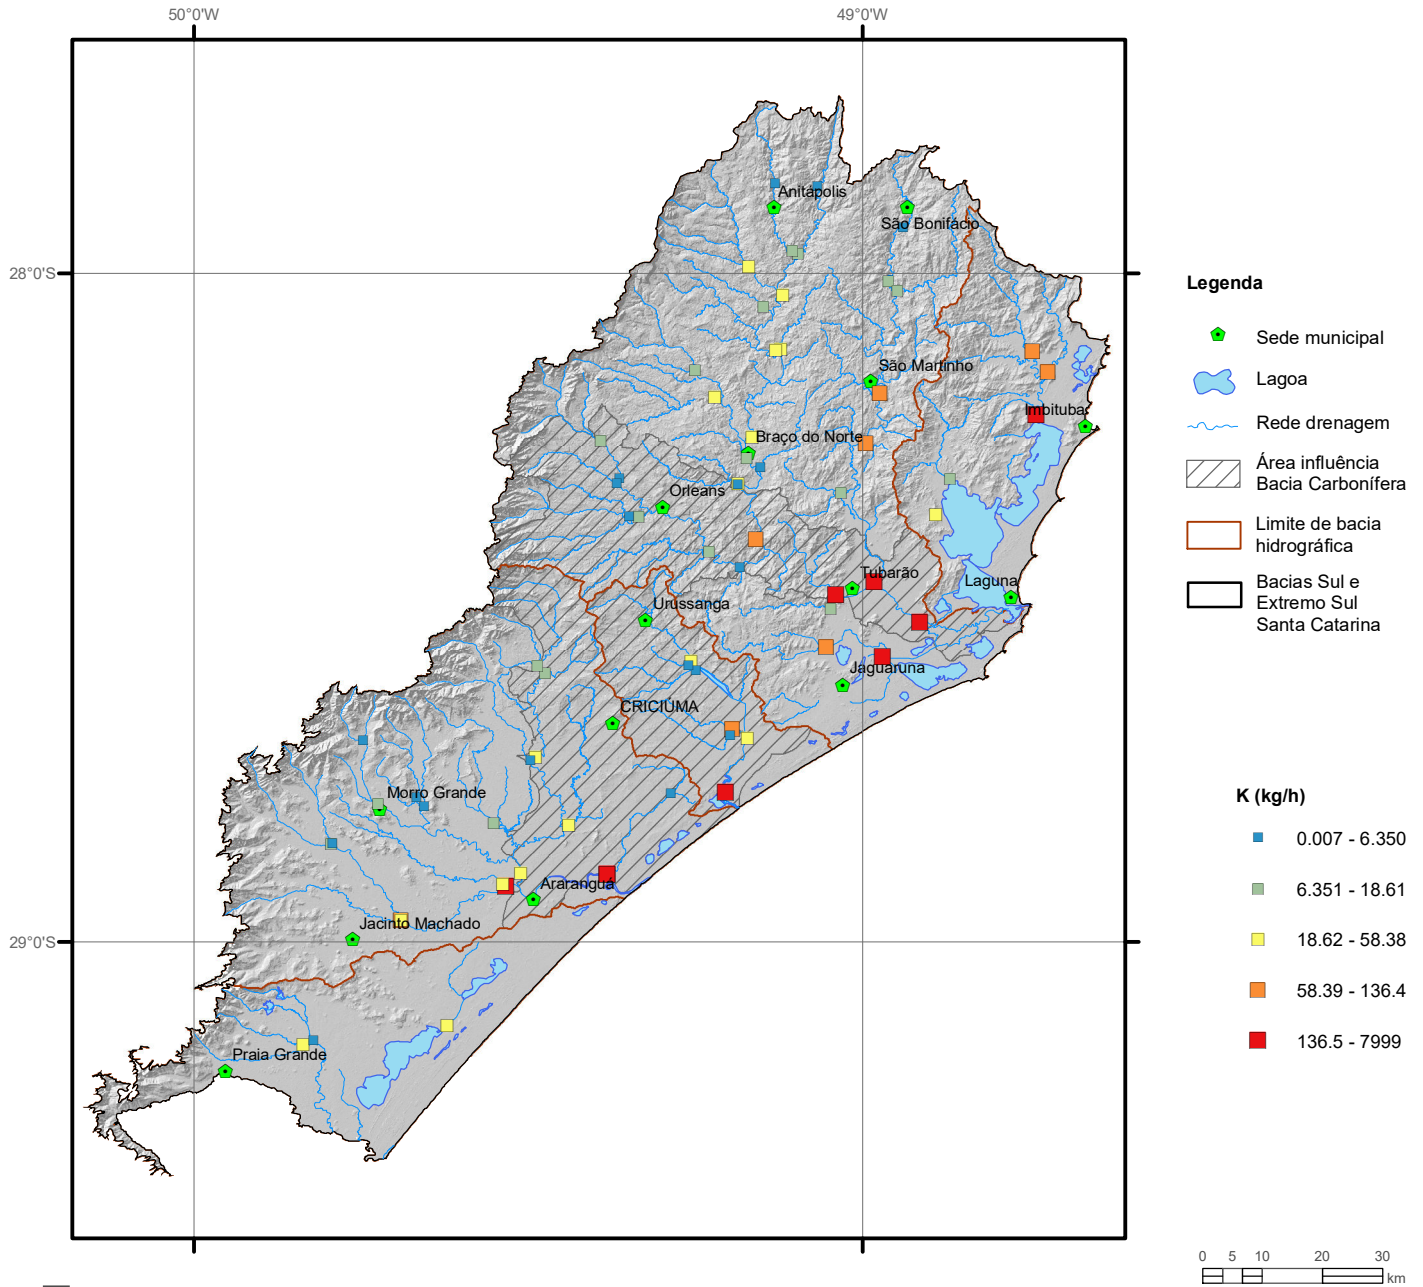 50°0'W
49°0'W
28°0'S
29°0'S
Anitápolis
São Bonifácio
São Martinho
Imbituba
Braço do Norte
Orleans
Tubarão
Laguna
Urussanga
Jaguaruna
CRICIÚMA
Morro Grande
Araranguá
Jacinto Machado
Praia Grande
Legenda
Sede municipal
Lagoa
Rede drenagem
Área influência
Bacia Carbonífera
Limite de bacia
hidrográfica
Bacias Sul e
Extremo Sul
Santa Catarina
K (kg/h)
0.007 - 6.350
6.351 - 18.61
18.62 - 58.38
58.39 - 136.4
136.5 - 7999
0 5 10 20 30
km